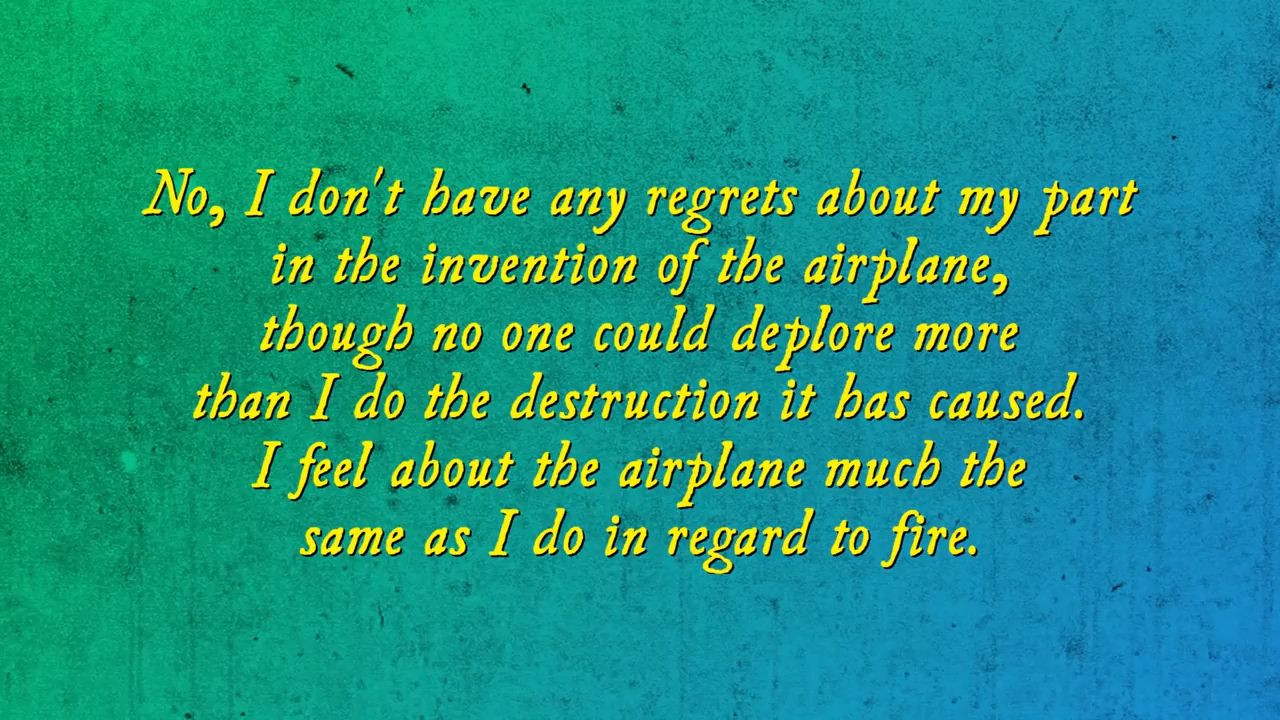 No, I don't have any regrets about my part
in the invention of the airplane,
though no one could deplore more
than I do the destruction it has caused.
I feel about the airplane much the
same as I do in regard to fire.